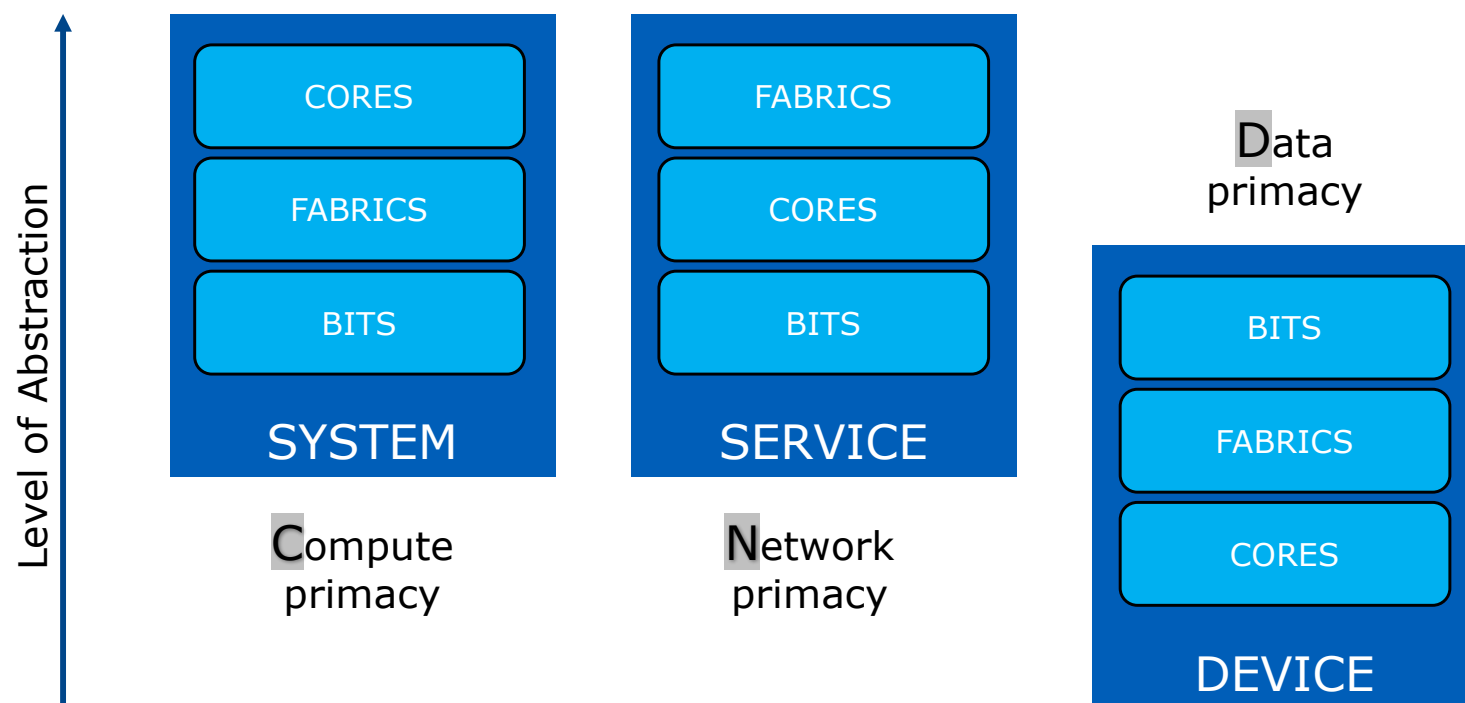 Level of Abstraction
CORES
FABRICS
BITS
SYSTEM
Compute
primacy
FABRICS
CORES
BITS
SERVICE
Network
primacy
Data
primacy
BITS
FABRICS
CORES
DEVICE